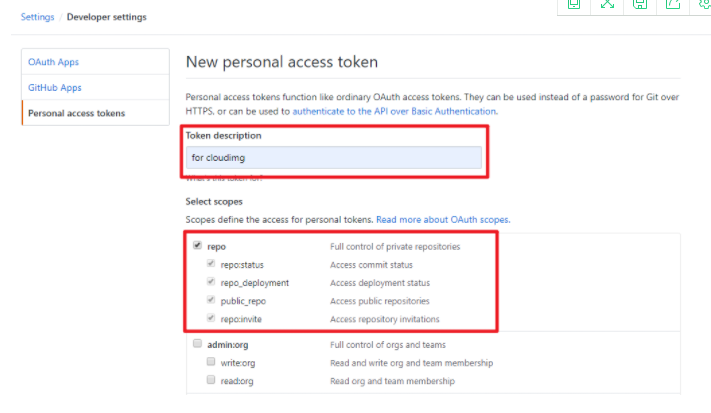 Settings / Developer settings
OAuth Apps
GitHub Apps
Personal access tokens
New personal access token
Personal access tokens function like ordinary OAuth access tokens. They can be used instead of a password for Git over
HTTPS, or can be used to authenticate to the API over Basic Authentication.
Token description
for cloudimg
What's this token for?
Select scopes
Scopes define the access for personal tokens. Read more about OAuth scopes.
repo Full control of private repositories
repo:status Access commit status
repo_deployment Access deployment status
public_repo Access public repositories
repo:invite Access repository invitations
admin:org Full control of orgs and teams
write:org Read and write org and team membership
read:org Read org and team membership